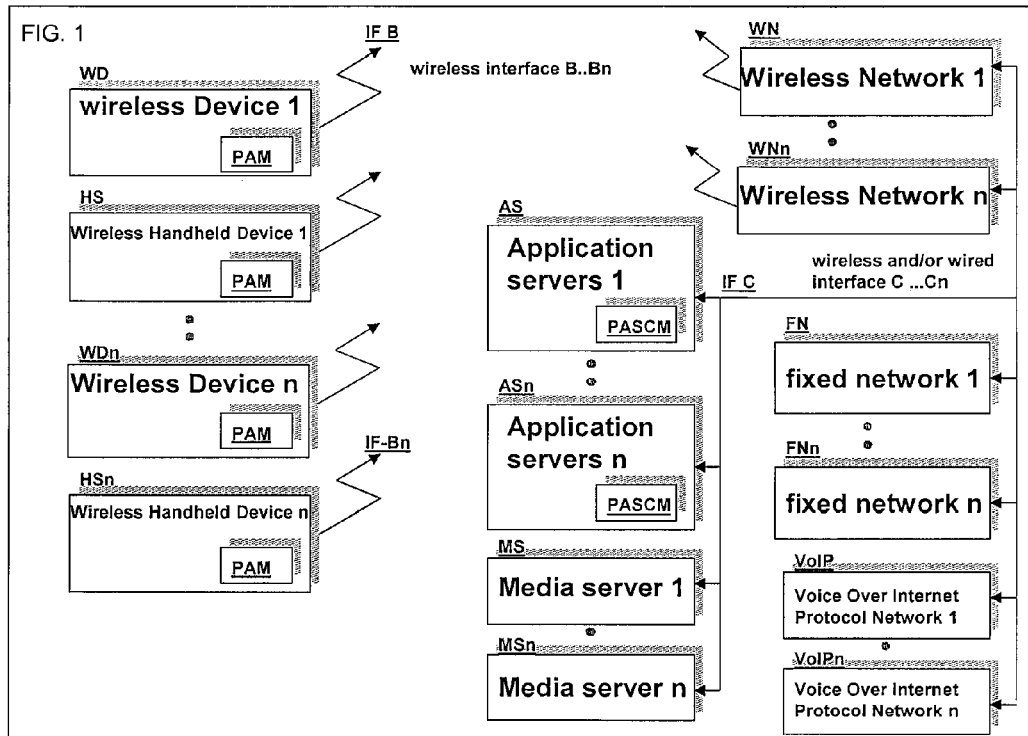 FIG. 1
IF B
wireless interface B..Bn
WD
wireless Device 1
PAM
HS
Wireless Handheld Device 1
PAM
WDn
Wireless Device n
PAM
IF-Bn
HSn
Wireless Handheld Device n
PAM
AS
Application
servers 1
PASCM
ASn
Application
servers n
PASCM
MS
Media server 1
MSn
Media server n
WN
Wireless Network 1
WNn
Wireless Network n
wireless and/or wired
interface C ...Cn
IF C
FN
fixed network 1
FNn
fixed network n
VoIP
Voice Over Internet
Protocol Network 1
VoIPn
Voice Over Internet
Protocol Network n